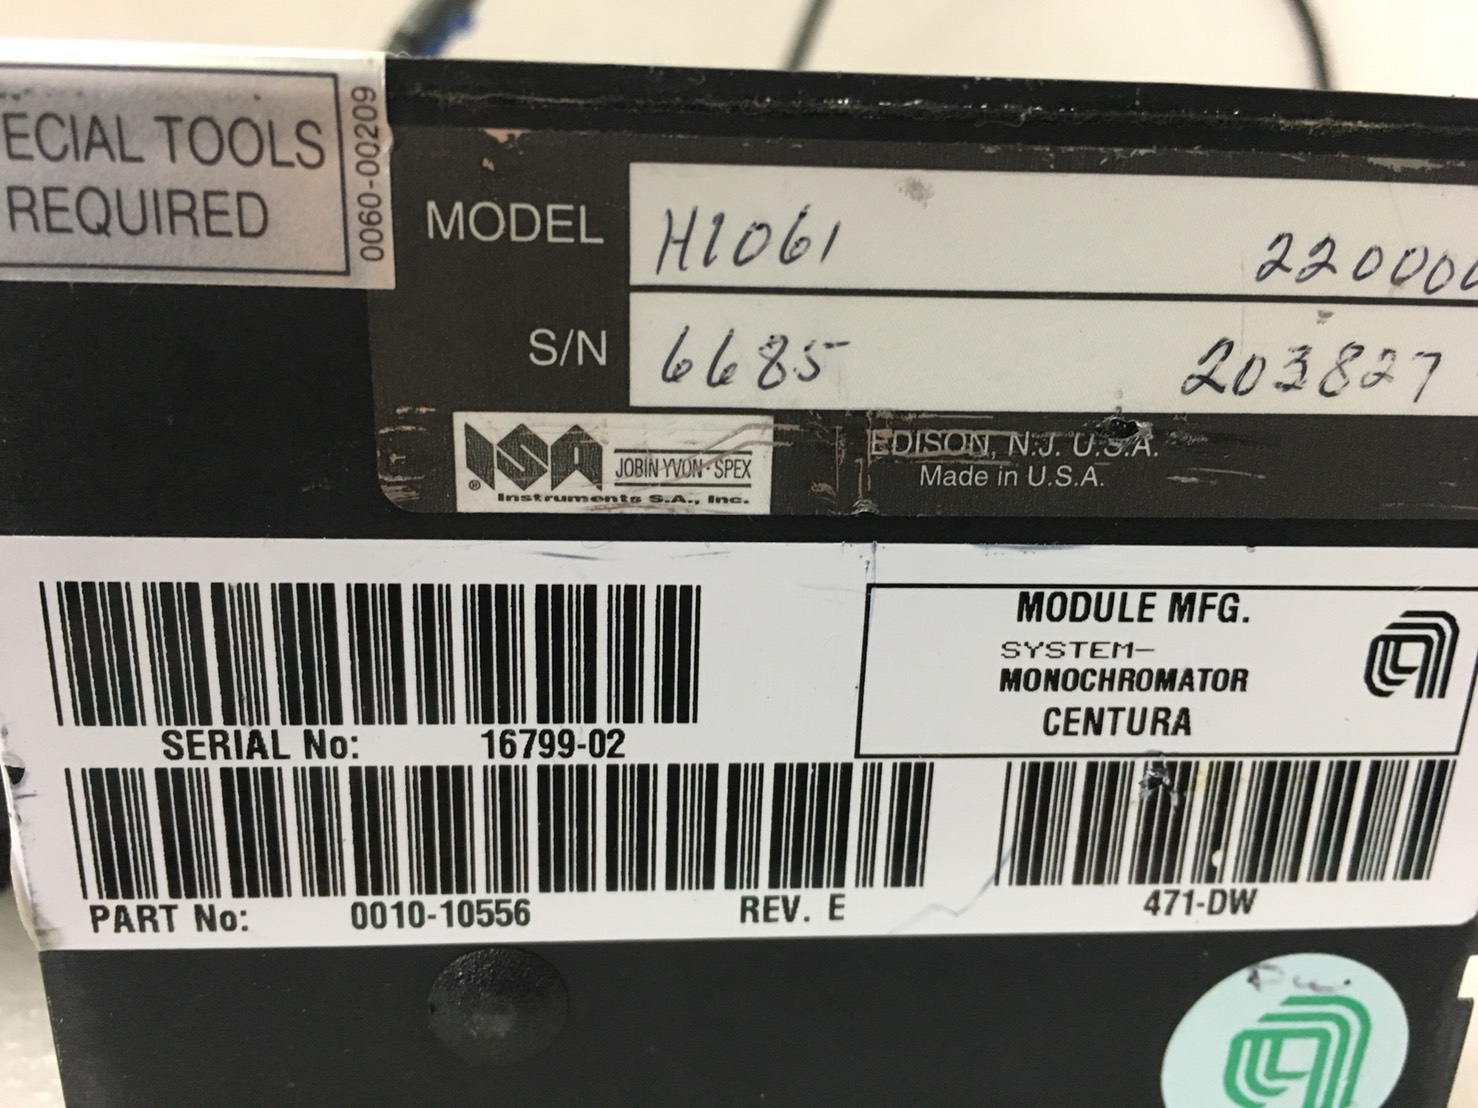 ECIAL TOOLS
REQUIRED
0060-00209
MODEL H1061 22000
S/N 6685 203827
ISA
JOBIN YVON · SPEX
® Instruments S.A., Inc.
EDISON, N.J. U.S.A.
Made in U.S.A.
MODULE MFG.
SYSTEM-
MONOCHROMATOR
CENTURA
SERIAL No: 16799-02
PART No: 0010-10556 REV. E
471-DW